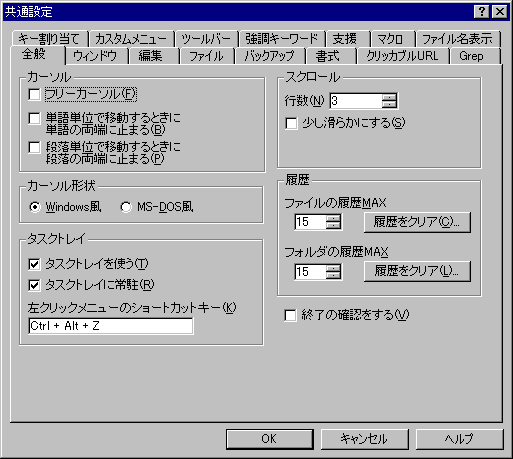 共通設定
キー割り当て カスタムメニュー ツールバー 強調キーワード 支援 マクロ ファイル名表示
全般 ウィンドウ 編集 ファイル バックアップ 書式 クリッカブルURL Grep
カーソル
フリーカーソル(F)
単語単位で移動するときに
単語の両端に止まる(B)
段落単位で移動するときに
段落の両端に止まる(P)
カーソル形状
Windows風 MS-DOS風
タスクトレイ
タスクトレイを使う(T)
タスクトレイに常駐(R)
左クリックメニューのショートカットキー(K)
Ctrl + Alt + Z
スクロール
行数(N) 3
少し滑らかにする(S)
履歴
ファイルの履歴MAX
15 履歴をクリア(C)...
フォルダの履歴MAX
15 履歴をクリア(L)...
終了の確認をする(V)
OK キャンセル ヘルプ